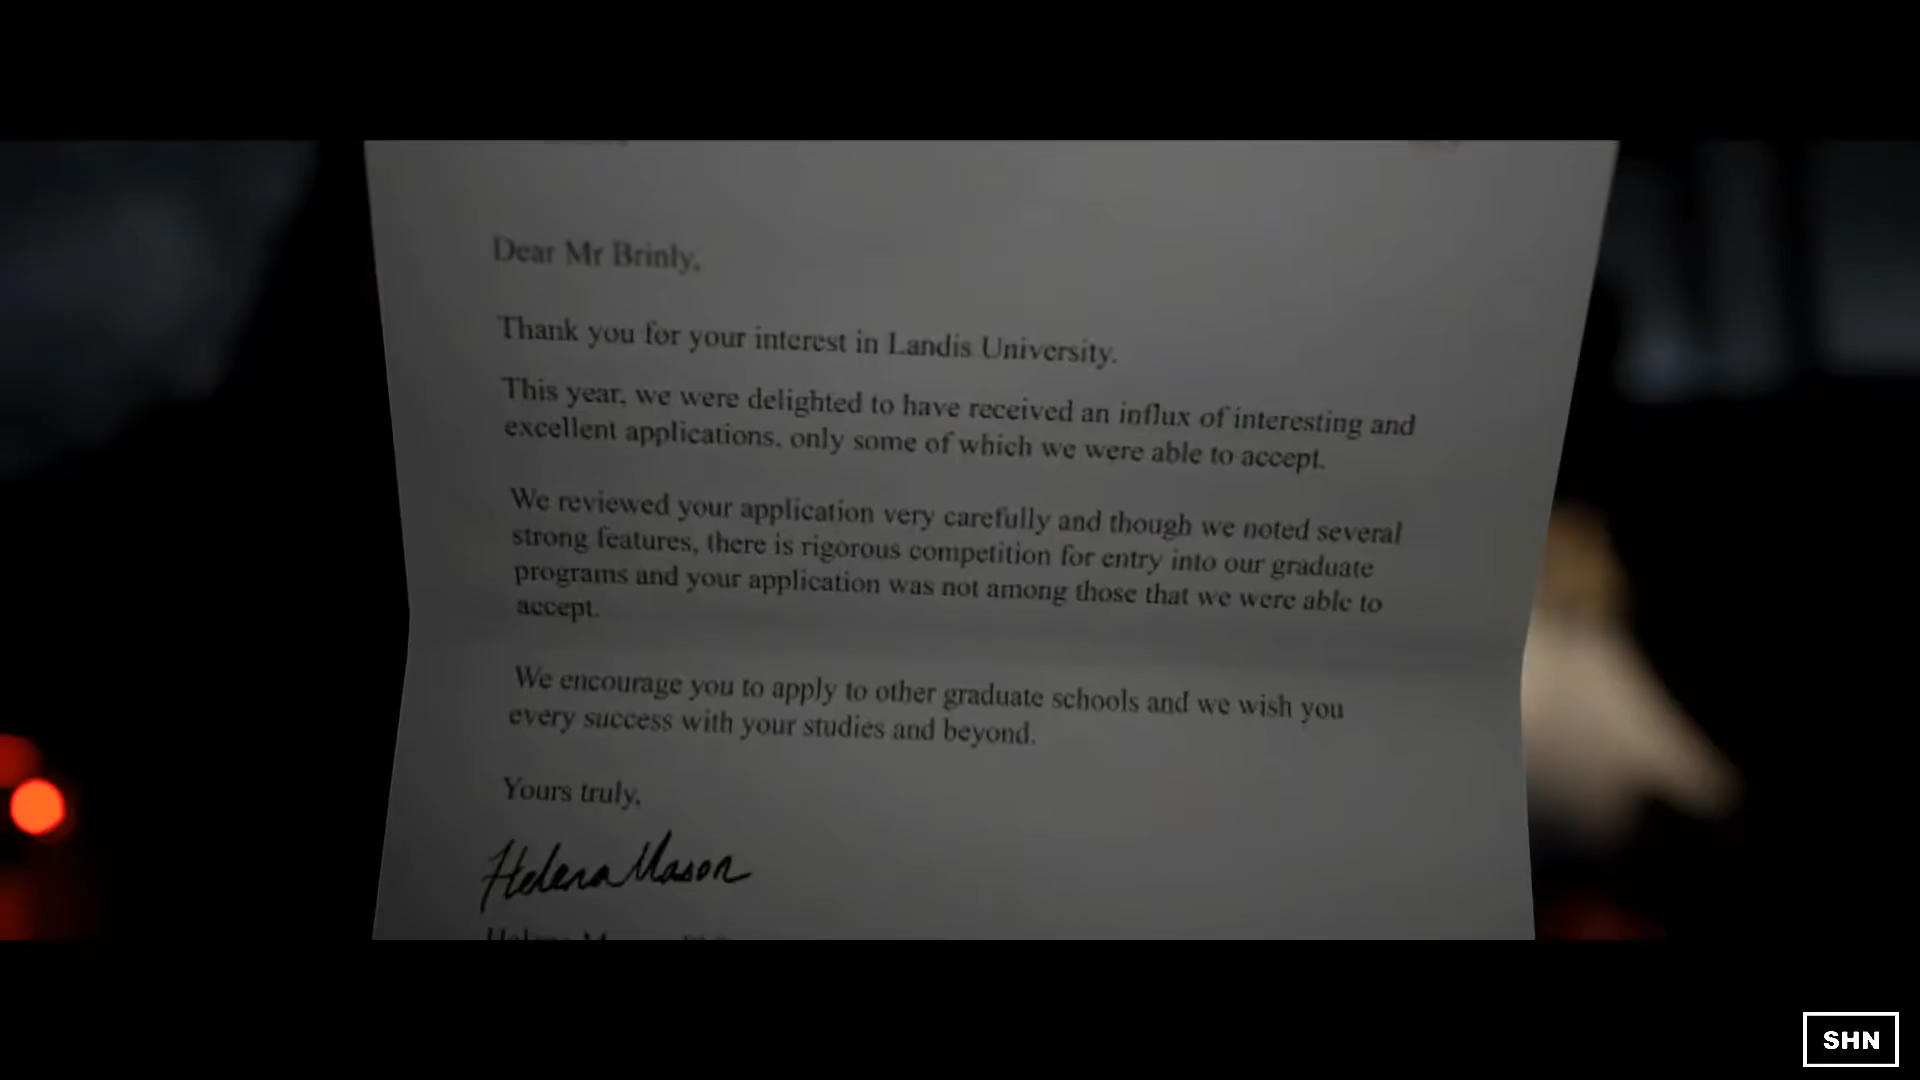 Dear Mr Brinly,
Thank you for your interest in Landis University.
This year, we were delighted to have received an influx of interesting and
excellent applications, only some of which we were able to accept.
We reviewed your application very carefully and though we noted several
strong features, there is rigorous competition for entry into our graduate
programs and your application was not among those that we were able to
accept.
We encourage you to apply to other graduate schools and we wish you
every success with your studies and beyond.
Yours truly,
Helena Mason
SHN